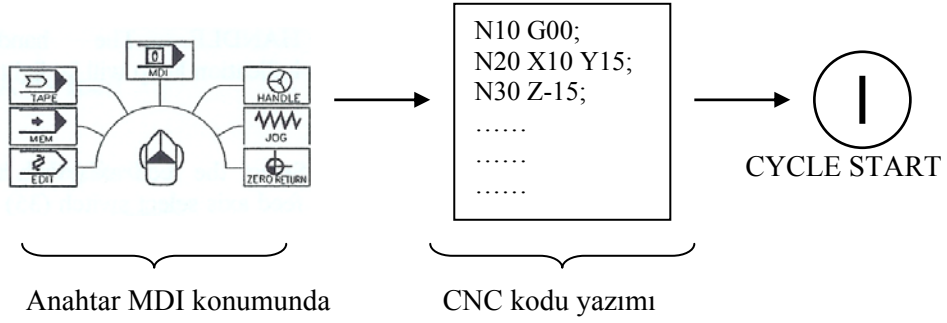 MDI
TAPE
HANDLE
MEM
JOG
EDIT
ZERO RETURN
N10 G00;
N20 X10 Y15;
N30 Z-15;
……
……
……
CYCLE START
Anahtar MDI konumunda
CNC kodu yazımı